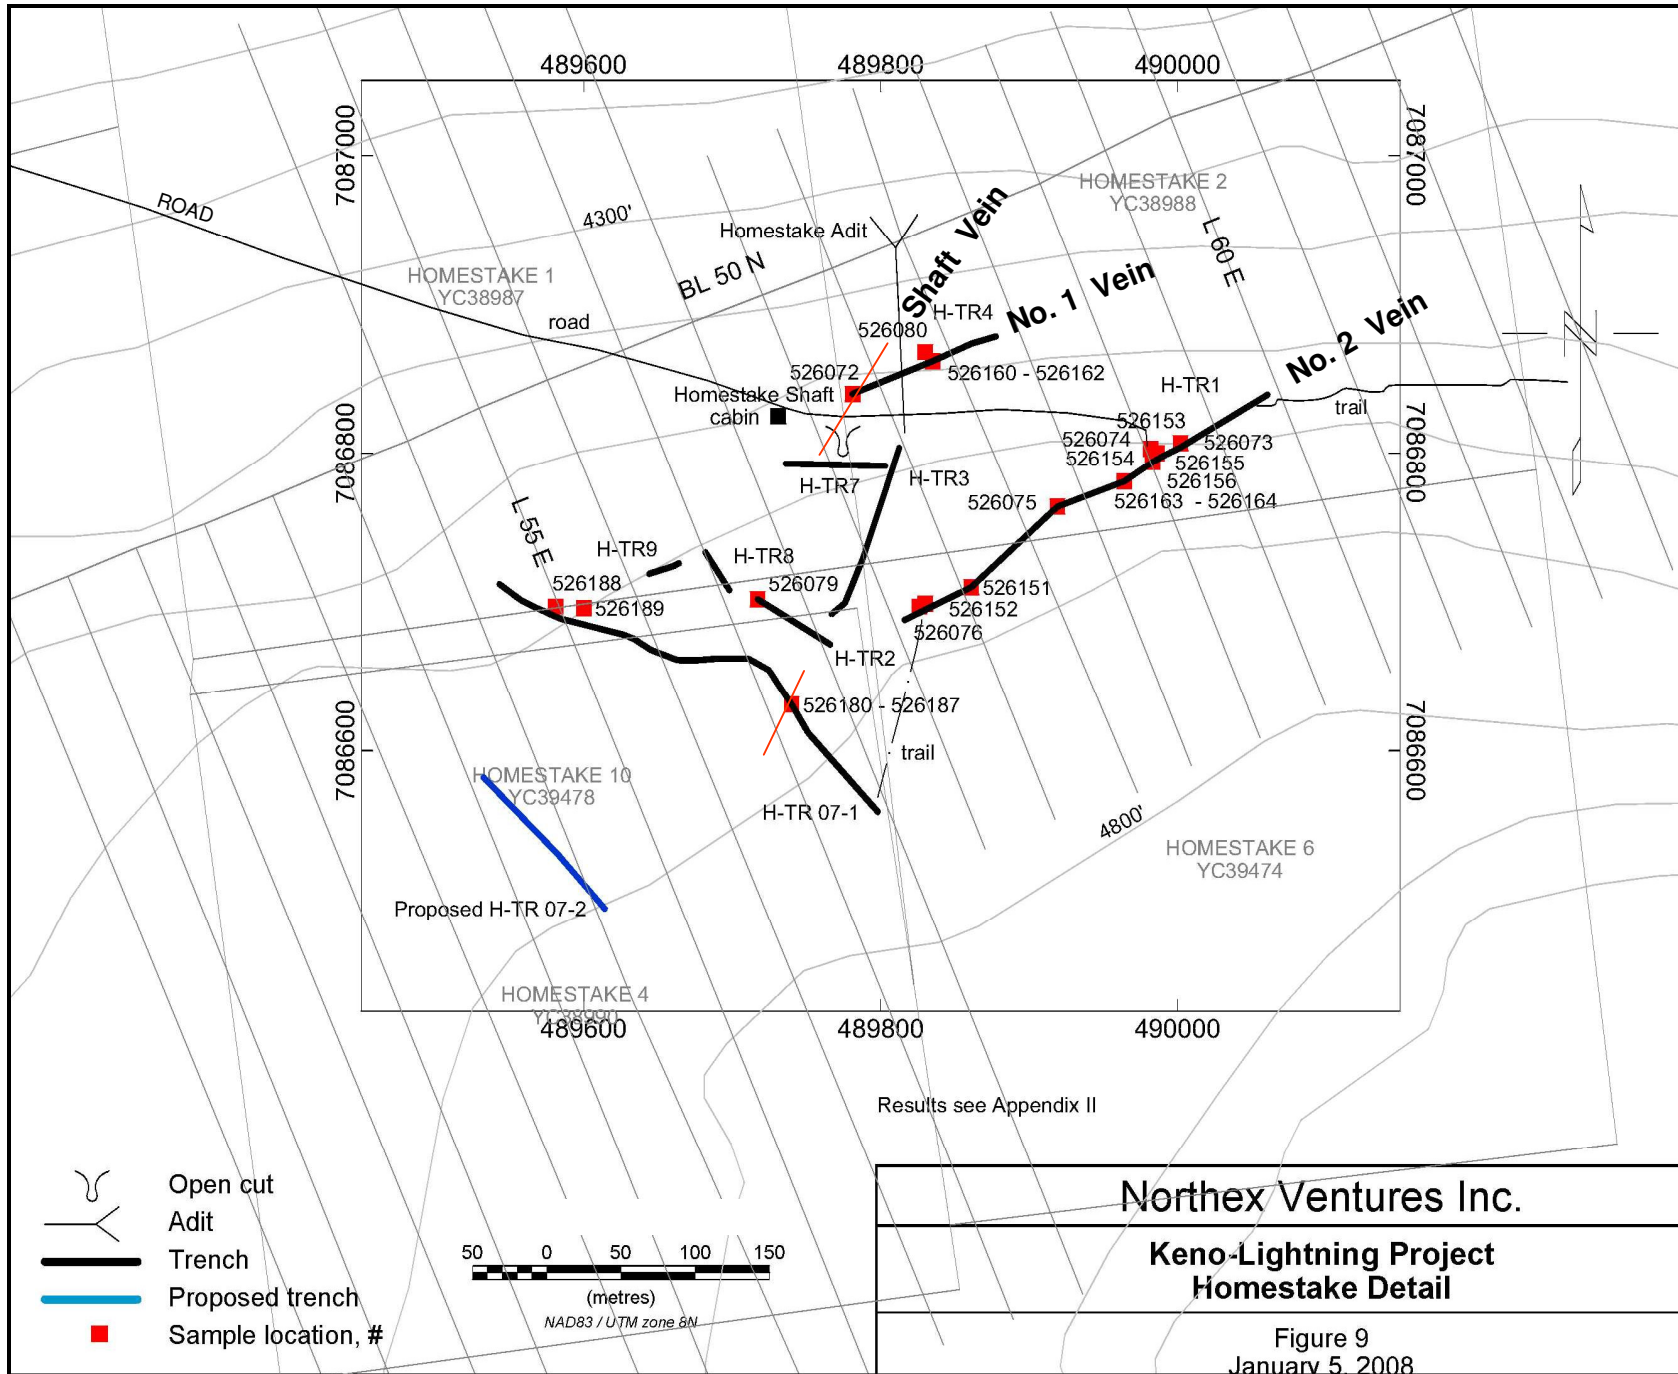 489600
489800
490000
7087000
7087000
ROAD
4300'
HOMESTAKE 2
YC38988
Homestake Adit
Shaft Vein
L 60 E
BL 50 N
HOMESTAKE 1
YC38987
No. 1 Vein
No. 2 Vein
road
526080
H-TR4
526072
526160 - 526162
Homestake Shaft
cabin
H-TR1
trail
526153
526074
526073
526154
526155
526156
7086800
7086800
H-TR7
H-TR3
526075
526163 - 526164
L 55 E
H-TR9
H-TR8
526188
526079
526189
526151
526152
526076
H-TR2
526180 - 526187
trail
7086600
7086600
HOMESTAKE 10
YC39478
H-TR 07-1
4800'
HOMESTAKE 6
YC39474
Proposed H-TR 07-2
HOMESTAKE 4
YC38990
489600
489800
490000
Results see Appendix II
Open cut
Adit
Trench
Proposed trench
Sample location, #
50 0 50 100 150
(metres)
NAD83 / UTM zone 8N
Northex Ventures Inc.
Keno-Lightning Project
Homestake Detail
Figure 9
January 5, 2008
N